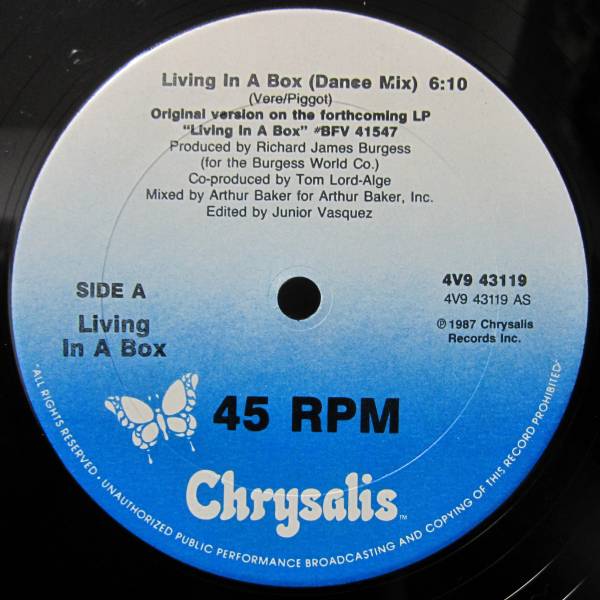 Living In A Box (Dance Mix) 6:10
(Vere/Piggot)
Original version on the forthcoming LP
"Living In A Box" #BFV 41547
Produced by Richard James Burgess
(for the Burgess World Co.)
Co-produced by Tom Lord-Alge
Mixed by Arthur Baker for Arthur Baker, Inc.
Edited by Junior Vasquez
SIDE A
Living
In A Box
4V9 43119
4V9 43119 AS
℗ 1987 Chrysalis
Records Inc.
45 RPM
Chrysalis™
"ALL RIGHTS RESERVED · UNAUTHORIZED PUBLIC PERFORMANCE BROADCASTING AND COPYING OF THIS RECORD PROHIBITED"